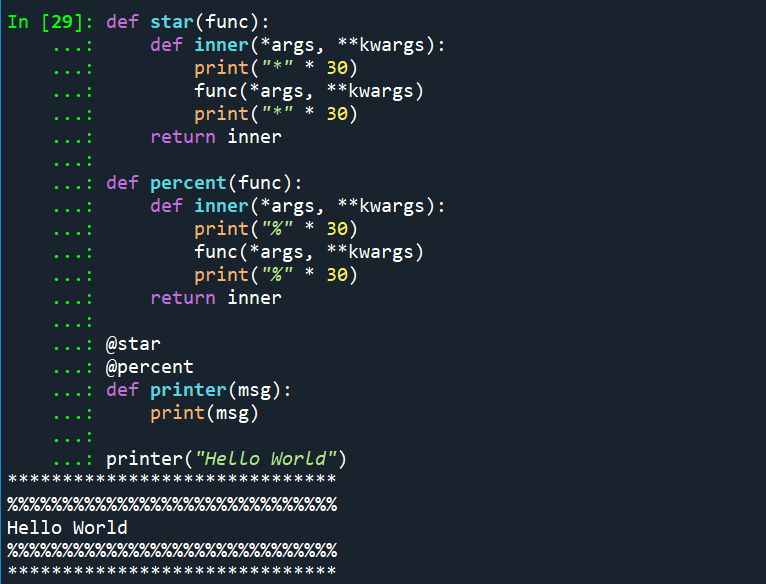 In [29]: def star(func):
    ...:     def inner(*args, **kwargs):
    ...:         print("*" * 30)
    ...:         func(*args, **kwargs)
    ...:         print("*" * 30)
    ...:     return inner
    ...:
    ...: def percent(func):
    ...:     def inner(*args, **kwargs):
    ...:         print("%" * 30)
    ...:         func(*args, **kwargs)
    ...:         print("%" * 30)
    ...:     return inner
    ...:
    ...: @star
    ...: @percent
    ...: def printer(msg):
    ...:     print(msg)
    ...:
    ...: printer("Hello World")
******************************
%%%%%%%%%%%%%%%%%%%%%%%%%%%%%%
Hello World
%%%%%%%%%%%%%%%%%%%%%%%%%%%%%%
******************************